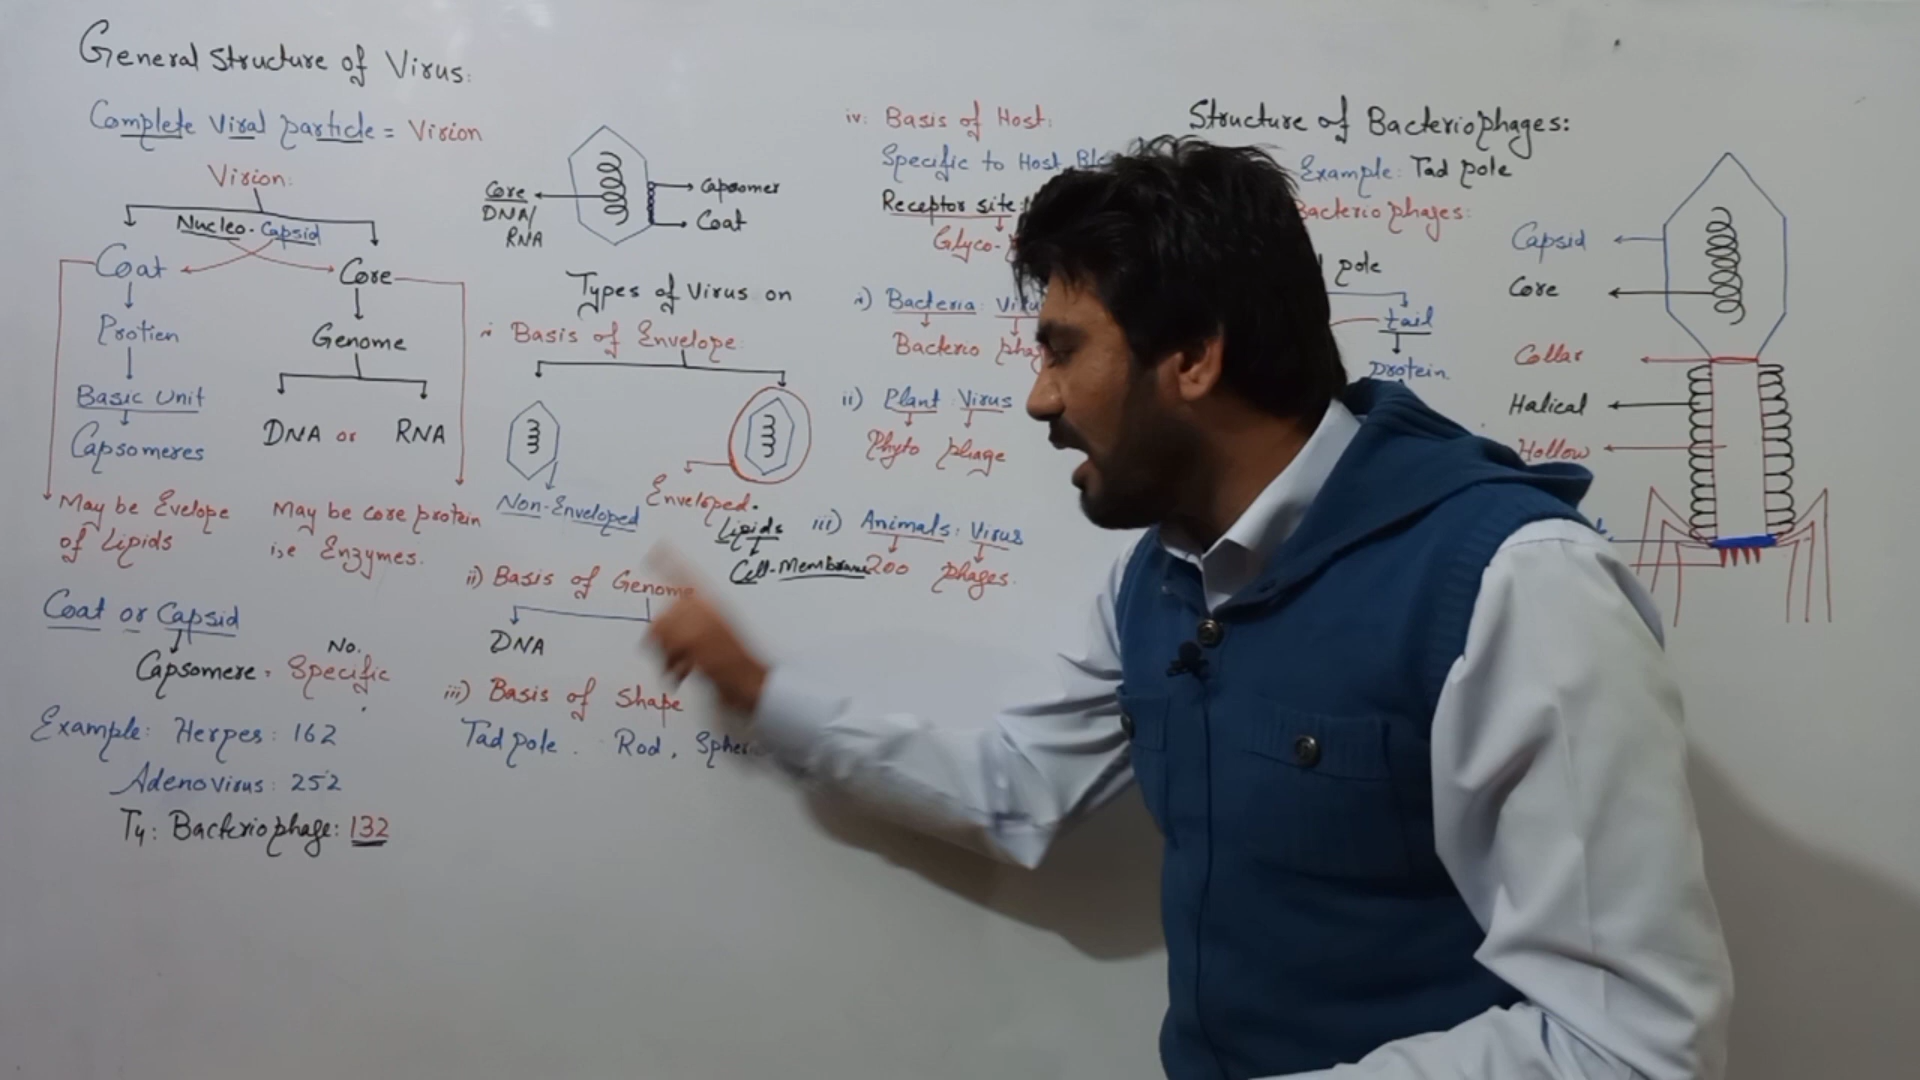 General Structure of Virus:
Complete Viral particle = Virion
Virion:
Nucleo-Capsid
Coat
Core
Protien
Genome
Basic Unit
Capsomeres
DNA or RNA
May be Evelope
of Lipids
May be core protein
i,e Enzymes.
Coat or Capsid
No.
Capsomere, Specific
Example: Herpes: 162
Adenovirus: 252
T4: Bacteriophage: 132
Core
DNA/
RNA
Capsomer
Coat
Types of Virus on
i Basis of Envelope:
Non-Enveloped
Enveloped.
Lipids
Cell-Membrane
ii) Basis of Genome
DNA
iii) Basis of Shape
Tad pole. Rod,
iv: Basis of Host:
Specific to Host
Receptor site:
Glyco-
i) Bacteria:
Bacterio
ii) Plant Virus
Phyto phage
iii) Animals: Virus
Zoo phages.
Structure of Bacteriophages:
Example: Tad pole
Bacteriophages:
pole
tail
protein.
Capsid
Core
Collar
Halical
Hollow